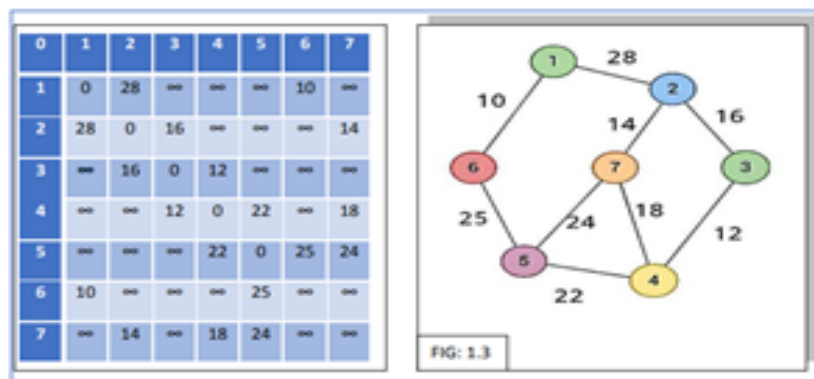 0 1 2 3 4 5 6 7
1 0 28 ∞ ∞ ∞ 10 ∞
2 28 0 16 ∞ ∞ ∞ 14
3 ∞ 16 0 12 ∞ ∞ ∞
4 ∞ ∞ 12 0 22 ∞ 18
5 ∞ ∞ ∞ 22 0 25 24
6 10 ∞ ∞ ∞ 25 ∞ ∞
7 ∞ 14 ∞ 18 24 ∞ ∞
1
28
2
10
14
16
6
7
3
25
24
18
12
5
4
22
FIG: 1.3